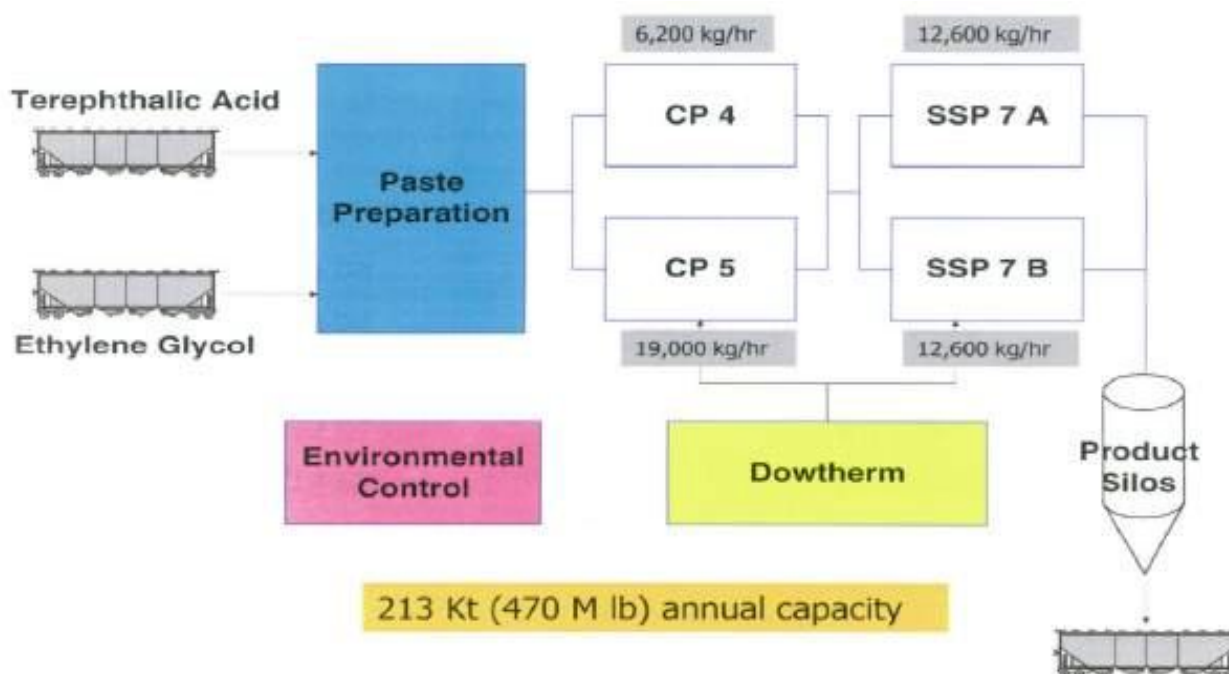 6,200 kg/hr
12,600 kg/hr
Terephthalic Acid
CP 4
SSP 7 A
Paste
Preparation
CP 5
SSP 7 B
Ethylene Glycol
19,000 kg/hr
12,600 kg/hr
Environmental
Control
Dowtherm
Product
Silos
213 Kt (470 M lb) annual capacity